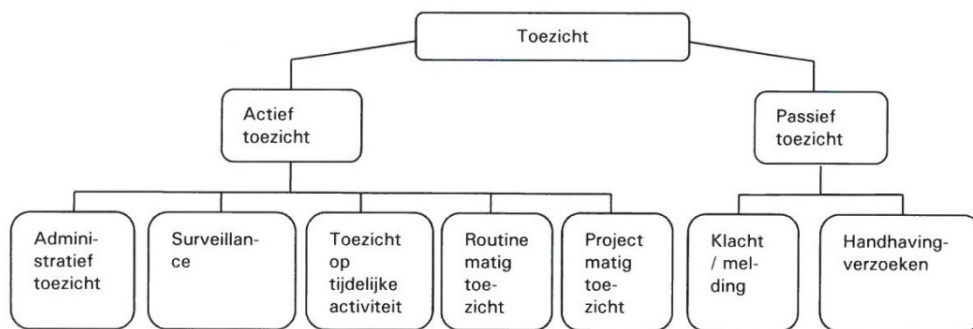 Toezicht
Actief
toezicht
Passief
toezicht
Admini-
stratief
toezicht
Surveillan-
ce
Toezicht
op
tijdelijke
activiteit
Routine
matig
toe-
zicht
Project
matig
toe-
zicht
Klacht
/ mel-
ding
Handhaving-
verzoeken